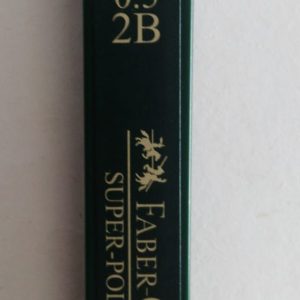 0.5
2B
FABER-C
SUPER-POL